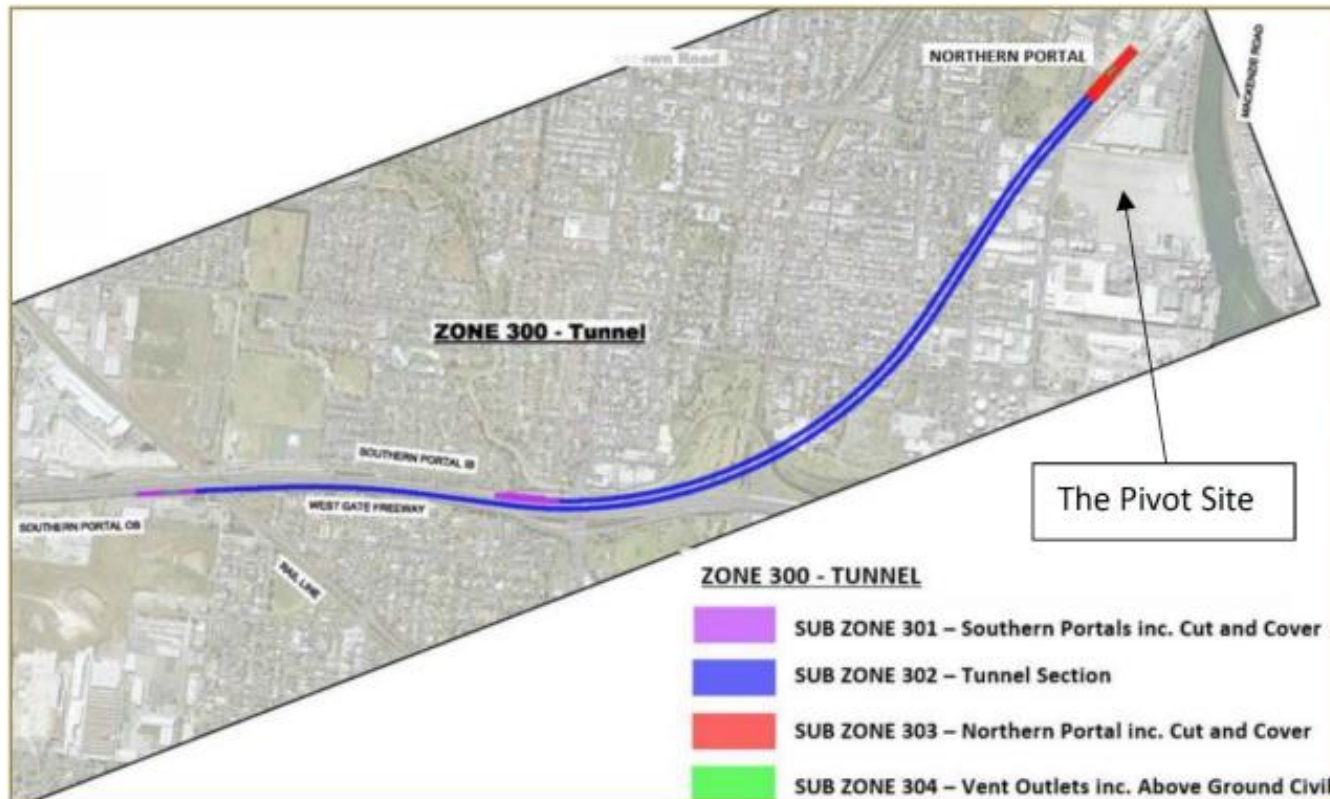 NORTHERN PORTAL
MACKENZIE ROAD
ZONE 300 - Tunnel
SOUTHERN PORTAL IB
WEST GATE FREEWAY
SOUTHERN PORTAL OB
RAIL LINE
The Pivot Site
ZONE 300 - TUNNEL
SUB ZONE 301 – Southern Portals inc. Cut and Cover
SUB ZONE 302 – Tunnel Section
SUB ZONE 303 – Northern Portal inc. Cut and Cover
SUB ZONE 304 – Vent Outlets inc. Above Ground Civil